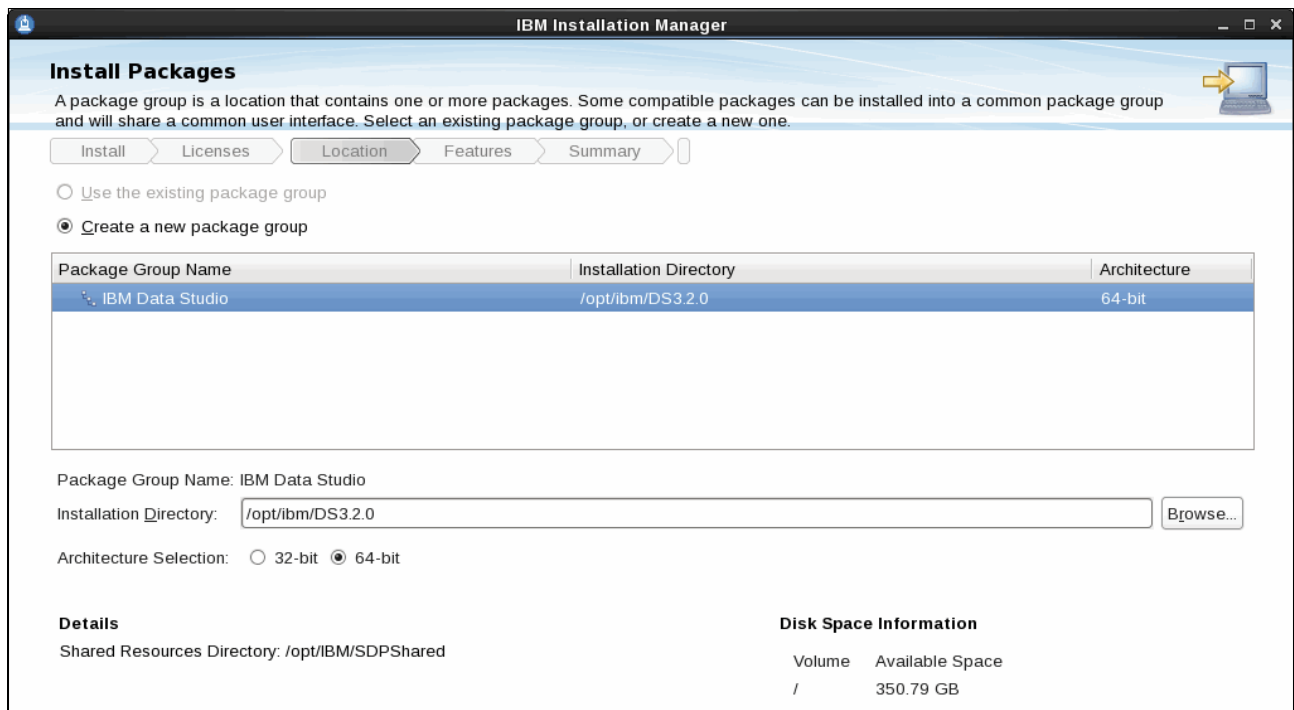 IBM Installation Manager
Install Packages
A package group is a location that contains one or more packages. Some compatible packages can be installed into a common package group
and will share a common user interface. Select an existing package group, or create a new one.
Install Licenses Location Features Summary
Use the existing package group
Create a new package group
Package Group Name Installation Directory Architecture
IBM Data Studio /opt/ibm/DS3.2.0 64-bit
Package Group Name: IBM Data Studio
Installation Directory: /opt/ibm/DS3.2.0 Browse...
Architecture Selection: 32-bit 64-bit
Details Disk Space Information
Shared Resources Directory: /opt/IBM/SDPShared
Volume Available Space
/ 350.79 GB